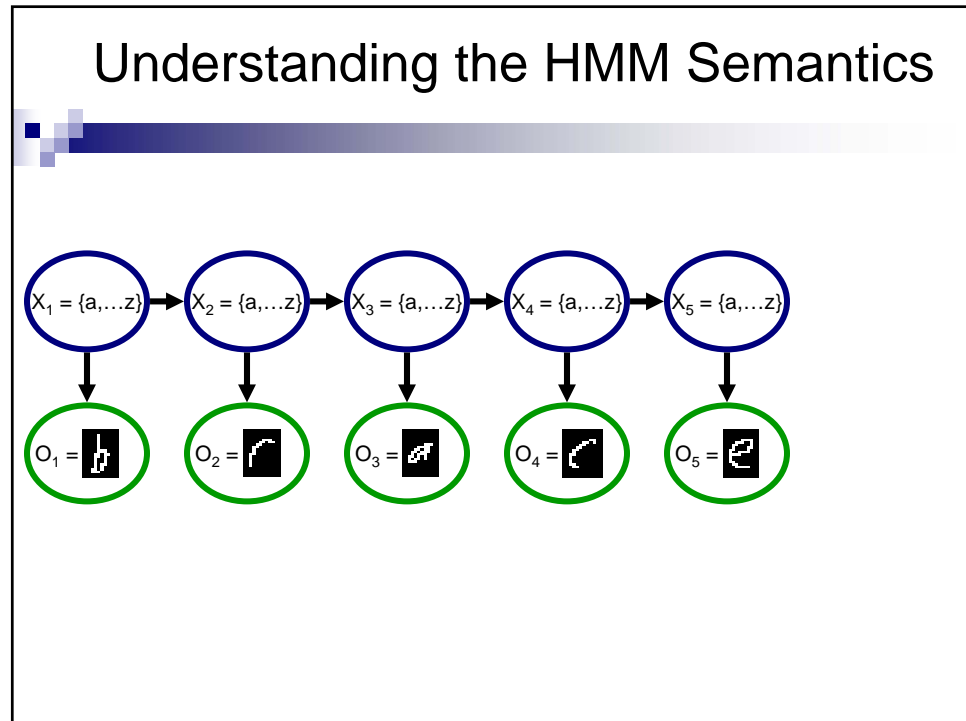 Understanding the HMM Semantics
X₁ = {a,…z} X₂ = {a,…z} X₃ = {a,…z} X₄ = {a,…z} X₅ = {a,…z}
O₁ = O₂ = r O₃ = a O₄ = c O₅ = e